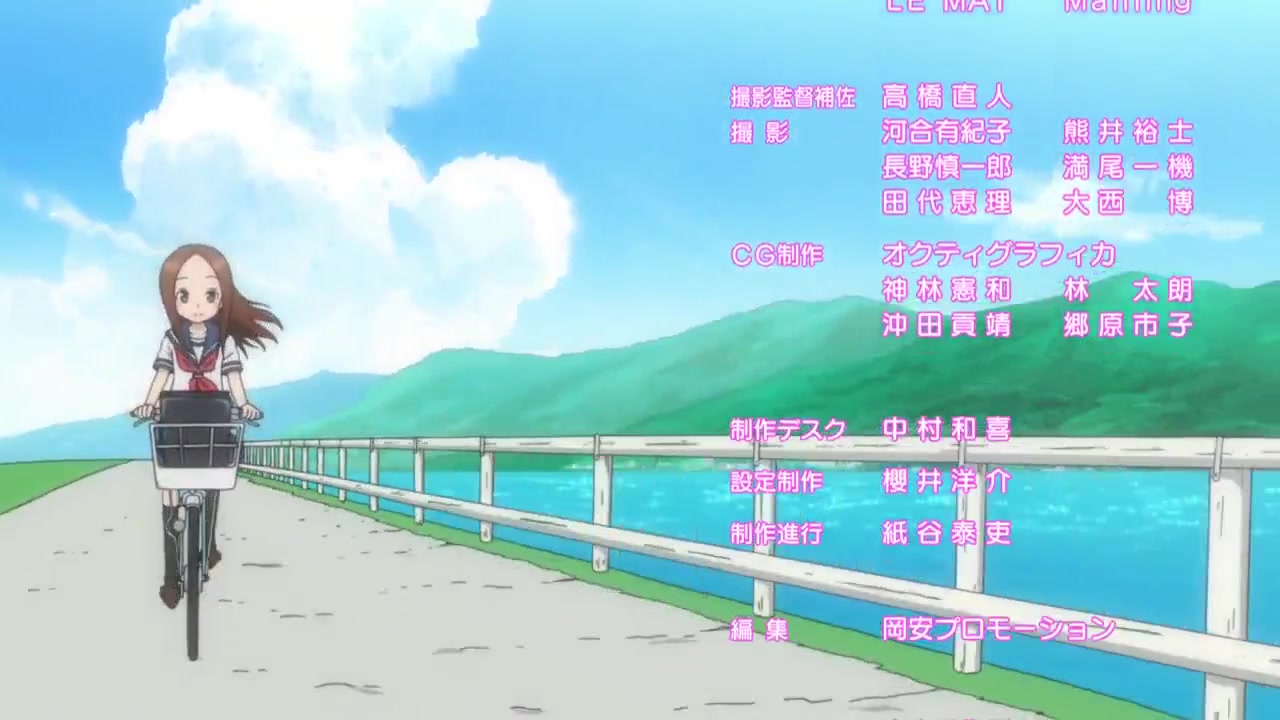 LE MAY Manning
撮影監督補佐 高橋直人
撮影 河合有紀子 熊井裕士
長野慎一郎 満尾一機
田代恵理 大西 博
CG制作 オクティグラフィカ
神林憲和 林 太朗
沖田貢靖 郷原市子
制作デスク 中村和喜
設定制作 櫻井洋介
制作進行 紙谷泰吏
編集 岡安プロモーション